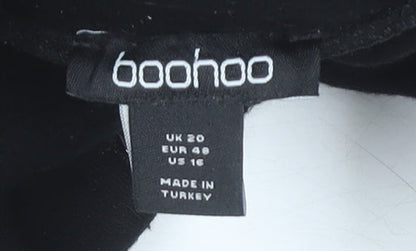 boohoo
UK 20
EUR 48
US 16
MADE IN
TURKEY